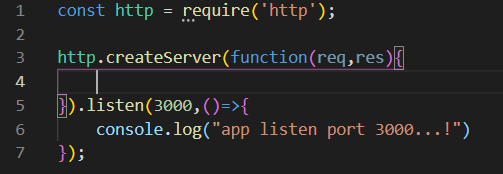 1 const http = require('http');
2
3 http.createServer(function(req,res){
4
5 }).listen(3000,()=>{
6     console.log("app listen port 3000...!")
7 });